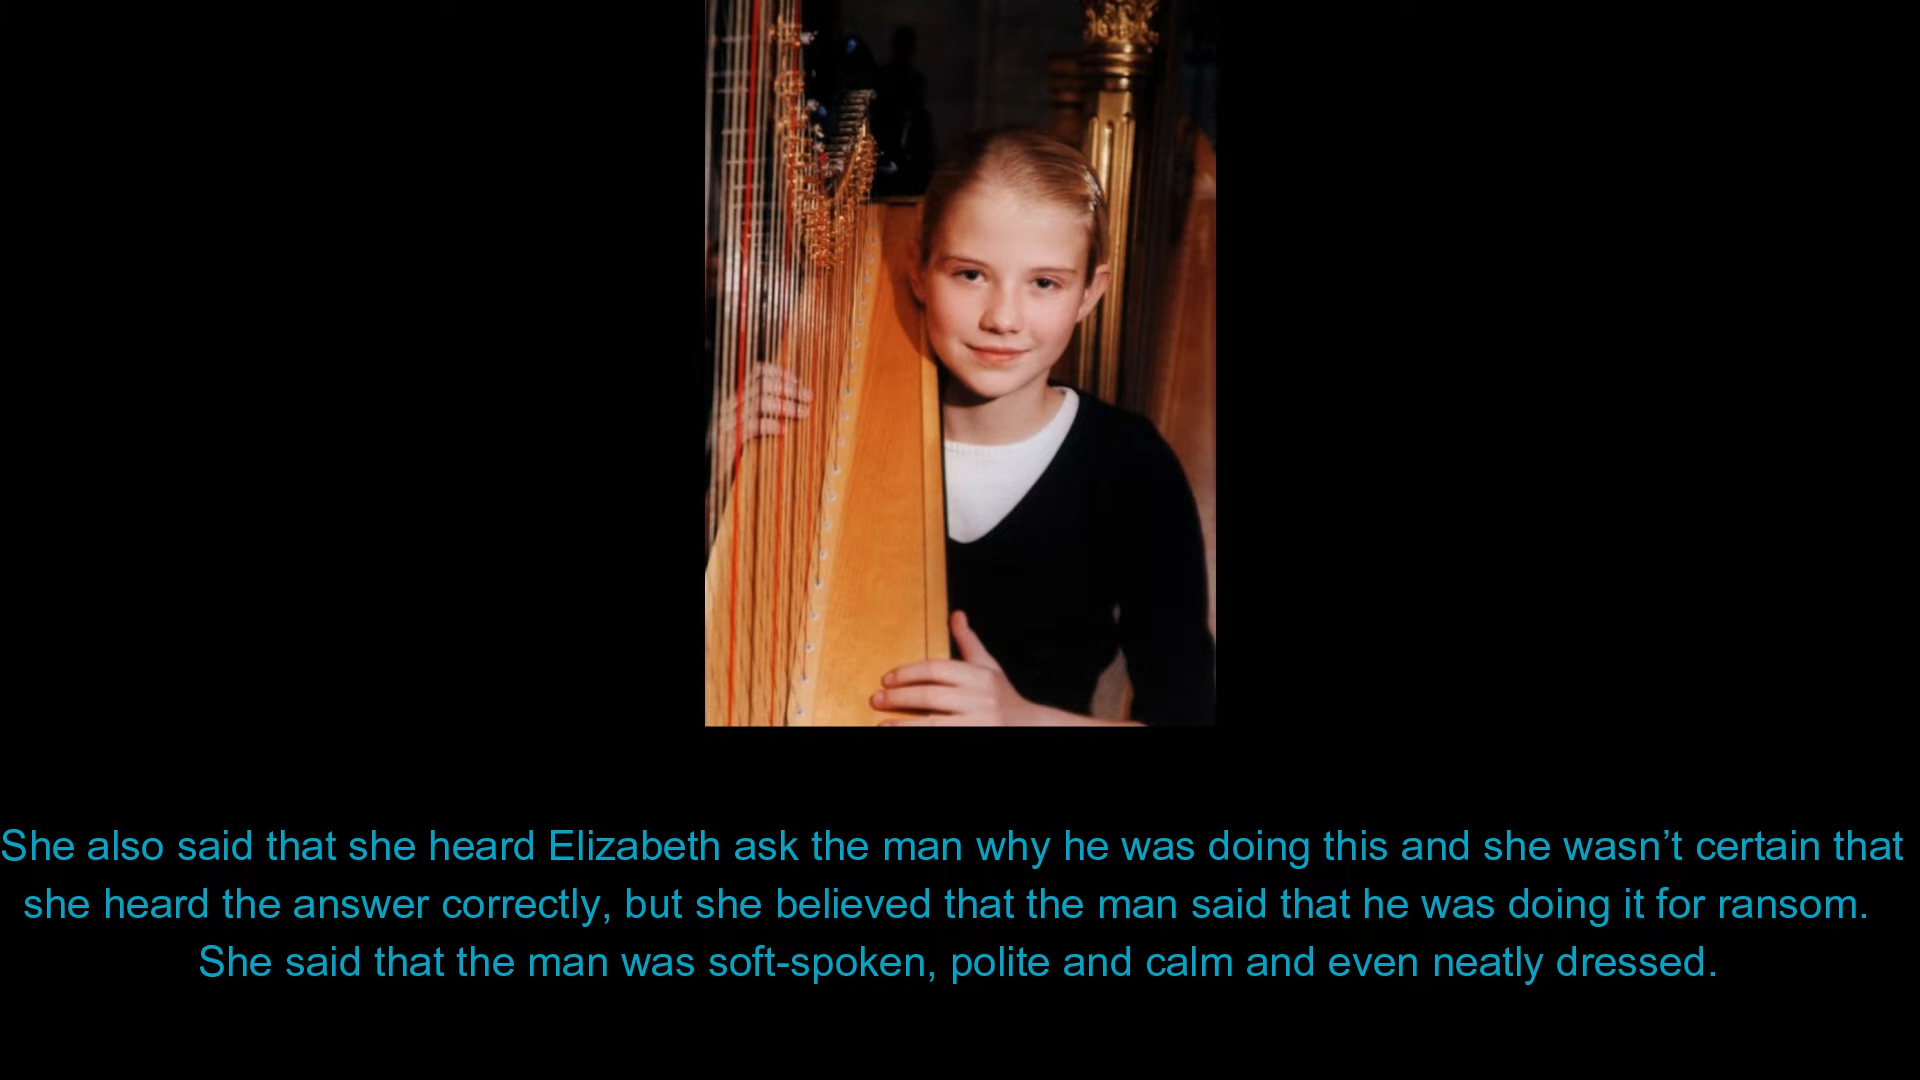 She also said that she heard Elizabeth ask the man why he was doing this and she wasn’t certain that
she heard the answer correctly, but she believed that the man said that he was doing it for ransom.
She said that the man was soft-spoken, polite and calm and even neatly dressed.